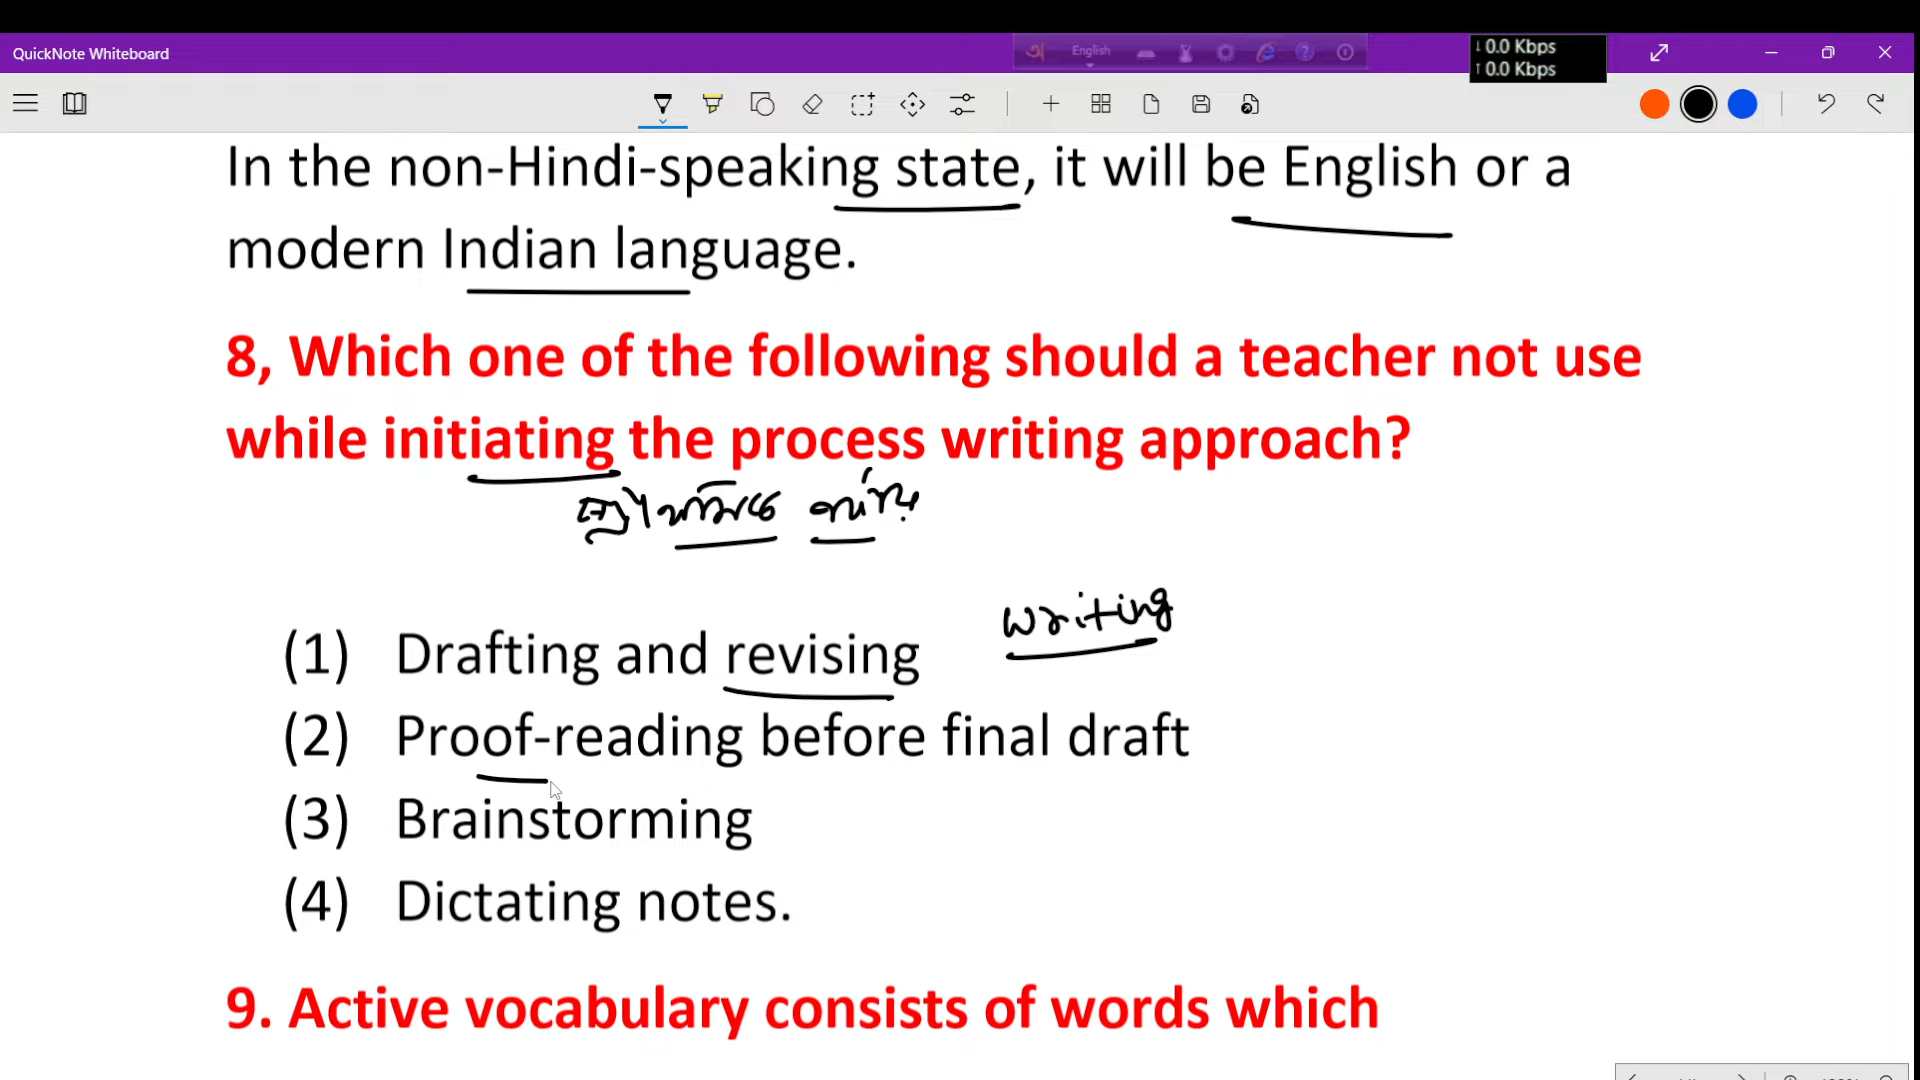 QuickNote Whiteboard
English
↓ 0.0 Kbps
↑ 0.0 Kbps
In the non-Hindi-speaking state, it will be English or a
modern Indian language.
8, Which one of the following should a teacher not use
while initiating the process writing approach?
writing
(1) Drafting and revising
(2) Proof-reading before final draft
(3) Brainstorming
(4) Dictating notes.
9. Active vocabulary consists of words which